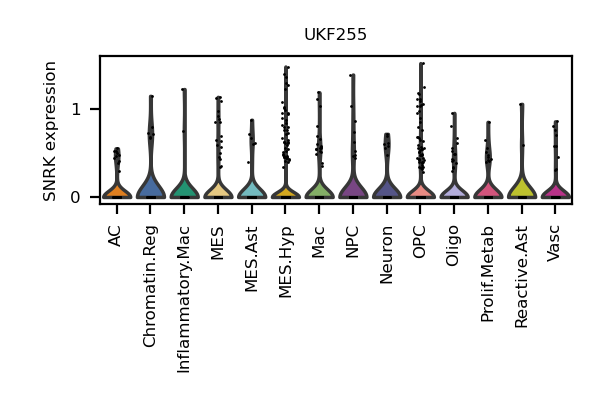 UKF255
SNRK expression
1
0
AC
Chromatin.Reg
Inflammatory.Mac
MES
MES.Ast
MES.Hyp
Mac
NPC
Neuron
OPC
Oligo
Prolif.Metab
Reactive.Ast
Vasc